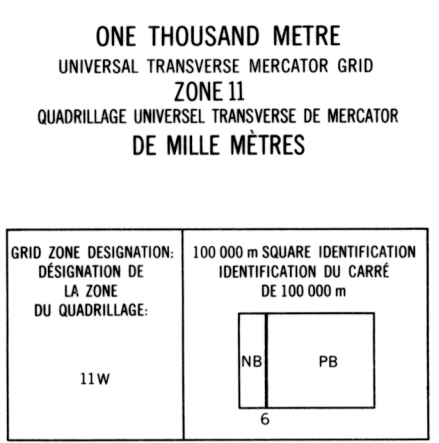 ONE THOUSAND METRE
UNIVERSAL TRANSVERSE MERCATOR GRID
ZONE 11
QUADRILLAGE UNIVERSEL TRANSVERSE DE MERCATOR
DE MILLE MÈTRES
GRID ZONE DESIGNATION:
DÉSIGNATION DE
LA ZONE
DU QUADRILLAGE:
11W
100 000 m SQUARE IDENTIFICATION
IDENTIFICATION DU CARRÉ
DE 100 000 m
NB PB
6